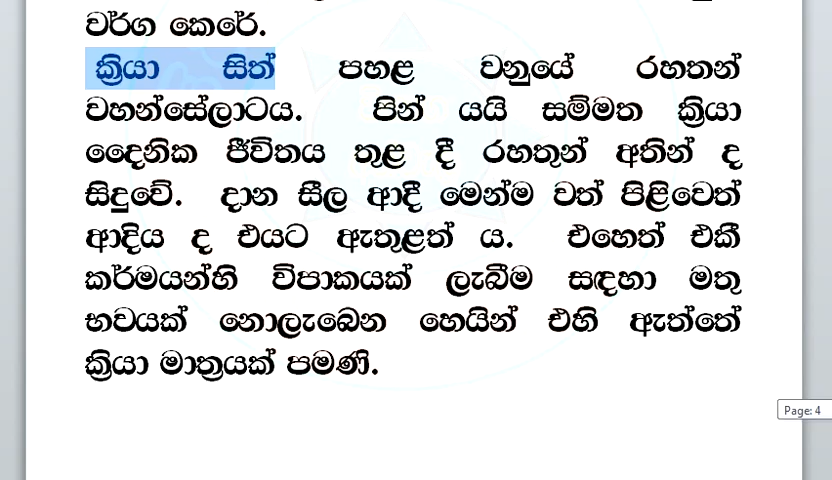 වර්ග කෙරේ.
ක්‍රියා සිත් පහළ වනුයේ රහතන්
වහන්සේලාටය. පින් යයි සම්මත ක්‍රියා
දෛනික ජීවිතය තුළ දී රහතුන් අතින් ද
සිදුවේ. දාන සීල ආදී මෙන්ම වත් පිළිවෙත්
ආදිය ද එයට ඇතුළත් ය. එහෙත් එකී
කර්මයන්හි විපාකයක් ලැබීම සඳහා මතු
භවයක් නොලැබෙන හෙයින් එහි ඇත්තේ
ක්‍රියා මාත්‍රයක් පමණි.
Page: 4